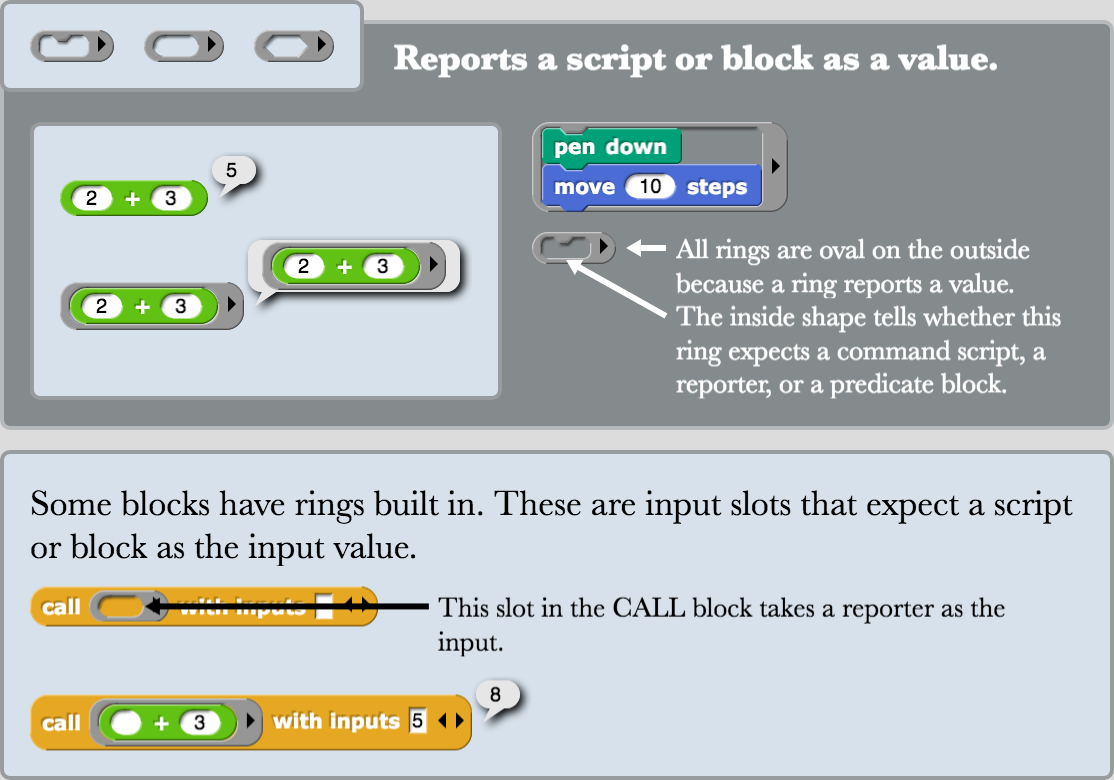 Reports a script or block as a value.
5
2 + 3
2 + 3
2 + 3
pen down
move 10 steps
All rings are oval on the outside
because a ring reports a value.
The inside shape tells whether this
ring expects a command script, a
reporter, or a predicate block.
Some blocks have rings built in. These are input slots that expect a script
or block as the input value.
call with inputs
This slot in the CALL block takes a reporter as the
input.
8
call + 3 with inputs 5